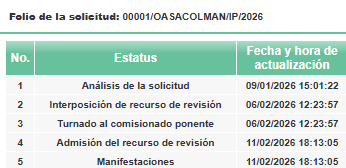 Folio de la solicitud: 00001/OASACOLMAN/IP/2026
No. Estatus Fecha y hora de actualización
1 Análisis de la solicitud 09/01/2026 15:01:22
2 Interposición de recurso de revisión 06/02/2026 12:23:57
3 Turnado al comisionado ponente 06/02/2026 12:23:57
4 Admisión del recurso de revisión 11/02/2026 18:13:05
5 Manifestaciones 11/02/2026 18:13:05